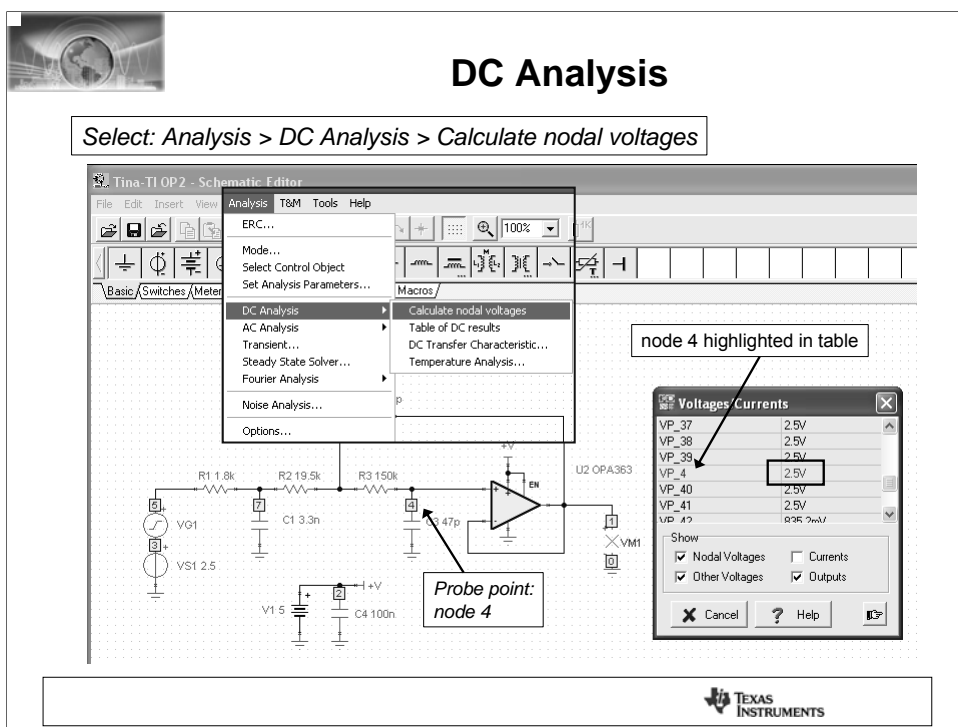 DC Analysis
Select: Analysis > DC Analysis > Calculate nodal voltages
Tina-TI OP2 - Schematic Editor
File Edit Insert View Analysis T&M Tools Help
100%
Basic Switches Meter Macros
ERC...
Mode...
Select Control Object
Set Analysis Parameters...
DC Analysis
AC Analysis
Transient...
Steady State Solver...
Fourier Analysis
Noise Analysis...
Options...
Calculate nodal voltages
Table of DC results
DC Transfer Characteristic...
Temperature Analysis...
node 4 highlighted in table
Voltages/Currents
VP_37 2.5V
VP_38 2.5V
VP_39 2.5V
VP_4 2.5V
VP_40 2.5V
VP_41 2.5V
VP_42 835.2mV
Show
Nodal Voltages Currents
Other Voltages Outputs
Cancel ? Help
p
+V
EN
U2 OPA363
R1 1.8k R2 19.5k R3 150k
5 7 4 1
VG1 C1 3.3n C3 47p VM1
3 0
VS1 2.5
Probe point:
node 4
2 +V
V1 5 C4 100n
TEXAS
INSTRUMENTS